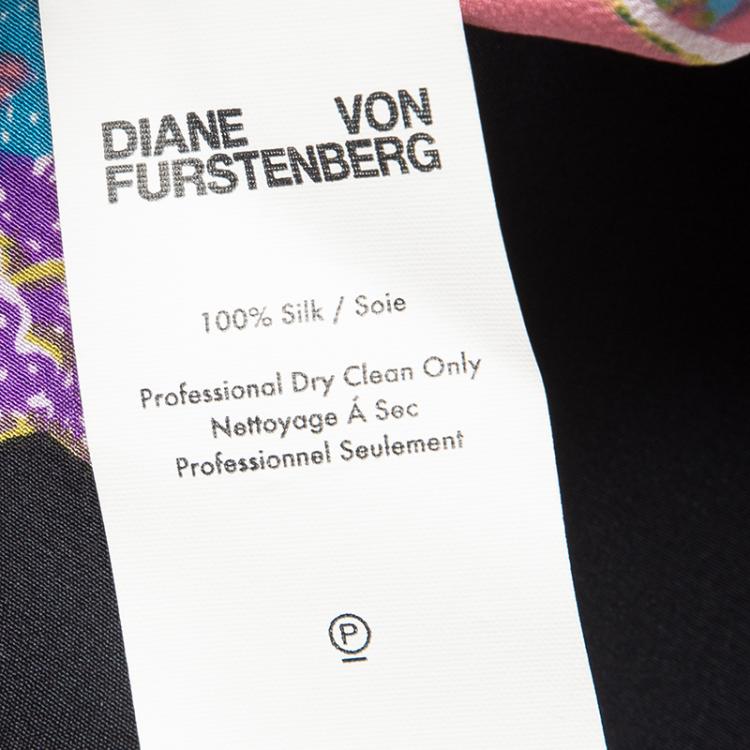 DIANE VON
FURSTENBERG
100% Silk / Soie
Professional Dry Clean Only
Nettoyage Á Sec
Professionnel Seulement
P